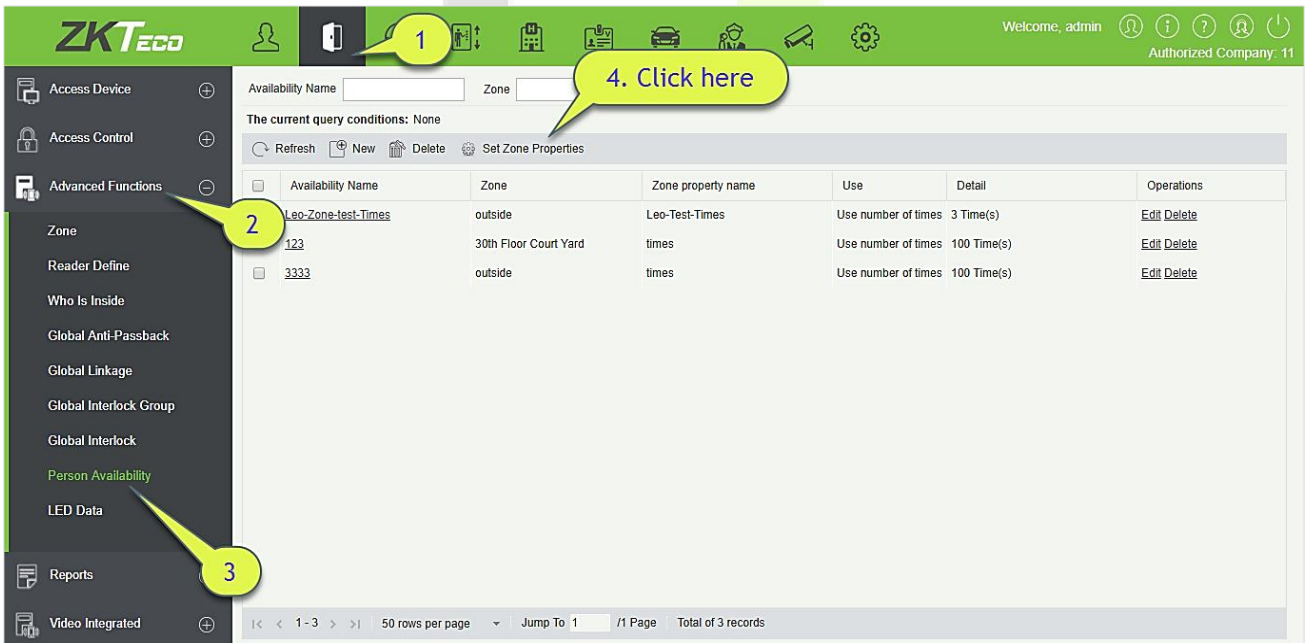 ZKTECO
1
Welcome, admin
Authorized Company: 11
4. Click here
Access Device
Access Control
Advanced Functions
2
Zone
Reader Define
Who Is Inside
Global Anti-Passback
Global Linkage
Global Interlock Group
Global Interlock
Person Availability
LED Data
3
Reports
Video Integrated
Availability Name Zone
The current query conditions: None
Refresh New Delete Set Zone Properties
Availability Name Zone Zone property name Use Detail Operations
Leo-Zone-test-Times outside Leo-Test-Times Use number of times 3 Time(s) Edit Delete
123 30th Floor Court Yard times Use number of times 100 Time(s) Edit Delete
3333 outside times Use number of times 100 Time(s) Edit Delete
|< < 1 - 3 > >| 50 rows per page Jump To 1 /1 Page Total of 3 records